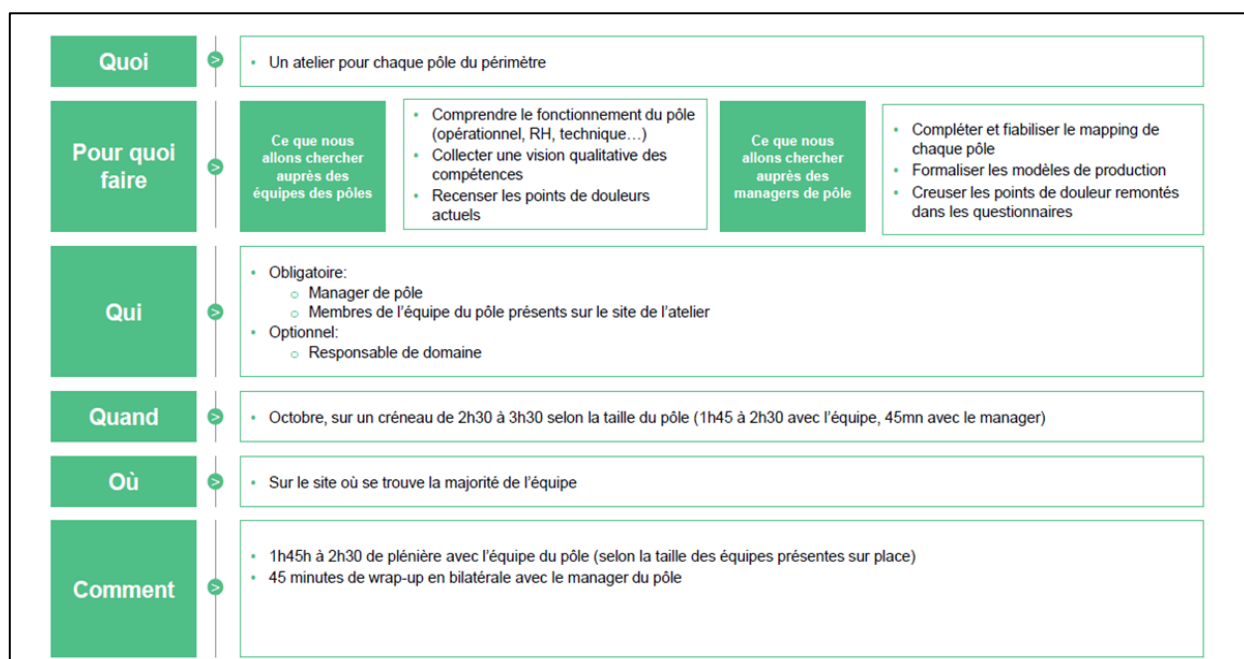 Quoi
>
• Un atelier pour chaque pôle du périmètre
Pour quoi
faire
>
Ce que nous
allons chercher
auprès des
équipes des pôles
• Comprendre le fonctionnement du pôle
(opérationnel, RH, technique…)
• Collecter une vision qualitative des
compétences
• Recenser les points de douleurs
actuels
Ce que nous
allons chercher
auprès des
managers de pôle
• Compléter et fiabiliser le mapping de
chaque pôle
• Formaliser les modèles de production
• Creuser les points de douleur remontés
dans les questionnaires
Qui
>
• Obligatoire:
o Manager de pôle
o Membres de l’équipe du pôle présents sur le site de l’atelier
• Optionnel:
o Responsable de domaine
Quand
>
• Octobre, sur un créneau de 2h30 à 3h30 selon la taille du pôle (1h45 à 2h30 avec l’équipe, 45mn avec le manager)
Où
>
• Sur le site où se trouve la majorité de l’équipe
Comment
>
• 1h45h à 2h30 de plénière avec l’équipe du pôle (selon la taille des équipes présentes sur place)
• 45 minutes de wrap-up en bilatérale avec le manager du pôle